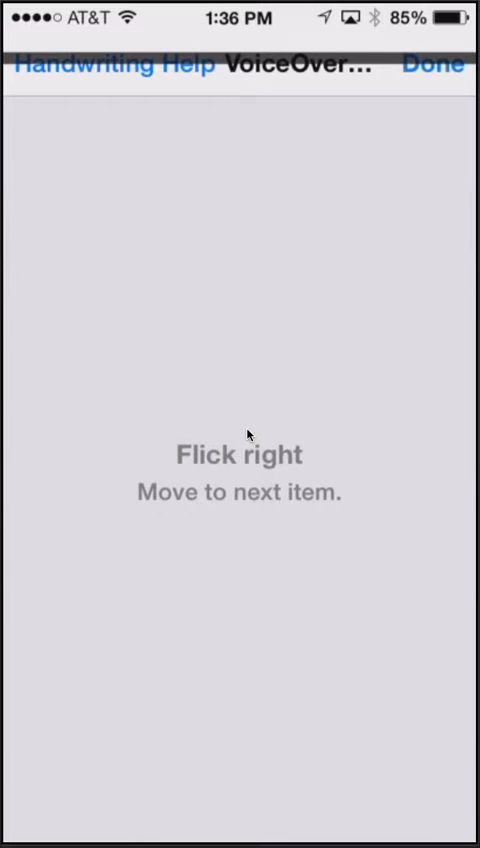 AT&T 1:36 PM 85%
Handwriting Help VoiceOver... Done
Flick right
Move to next item.